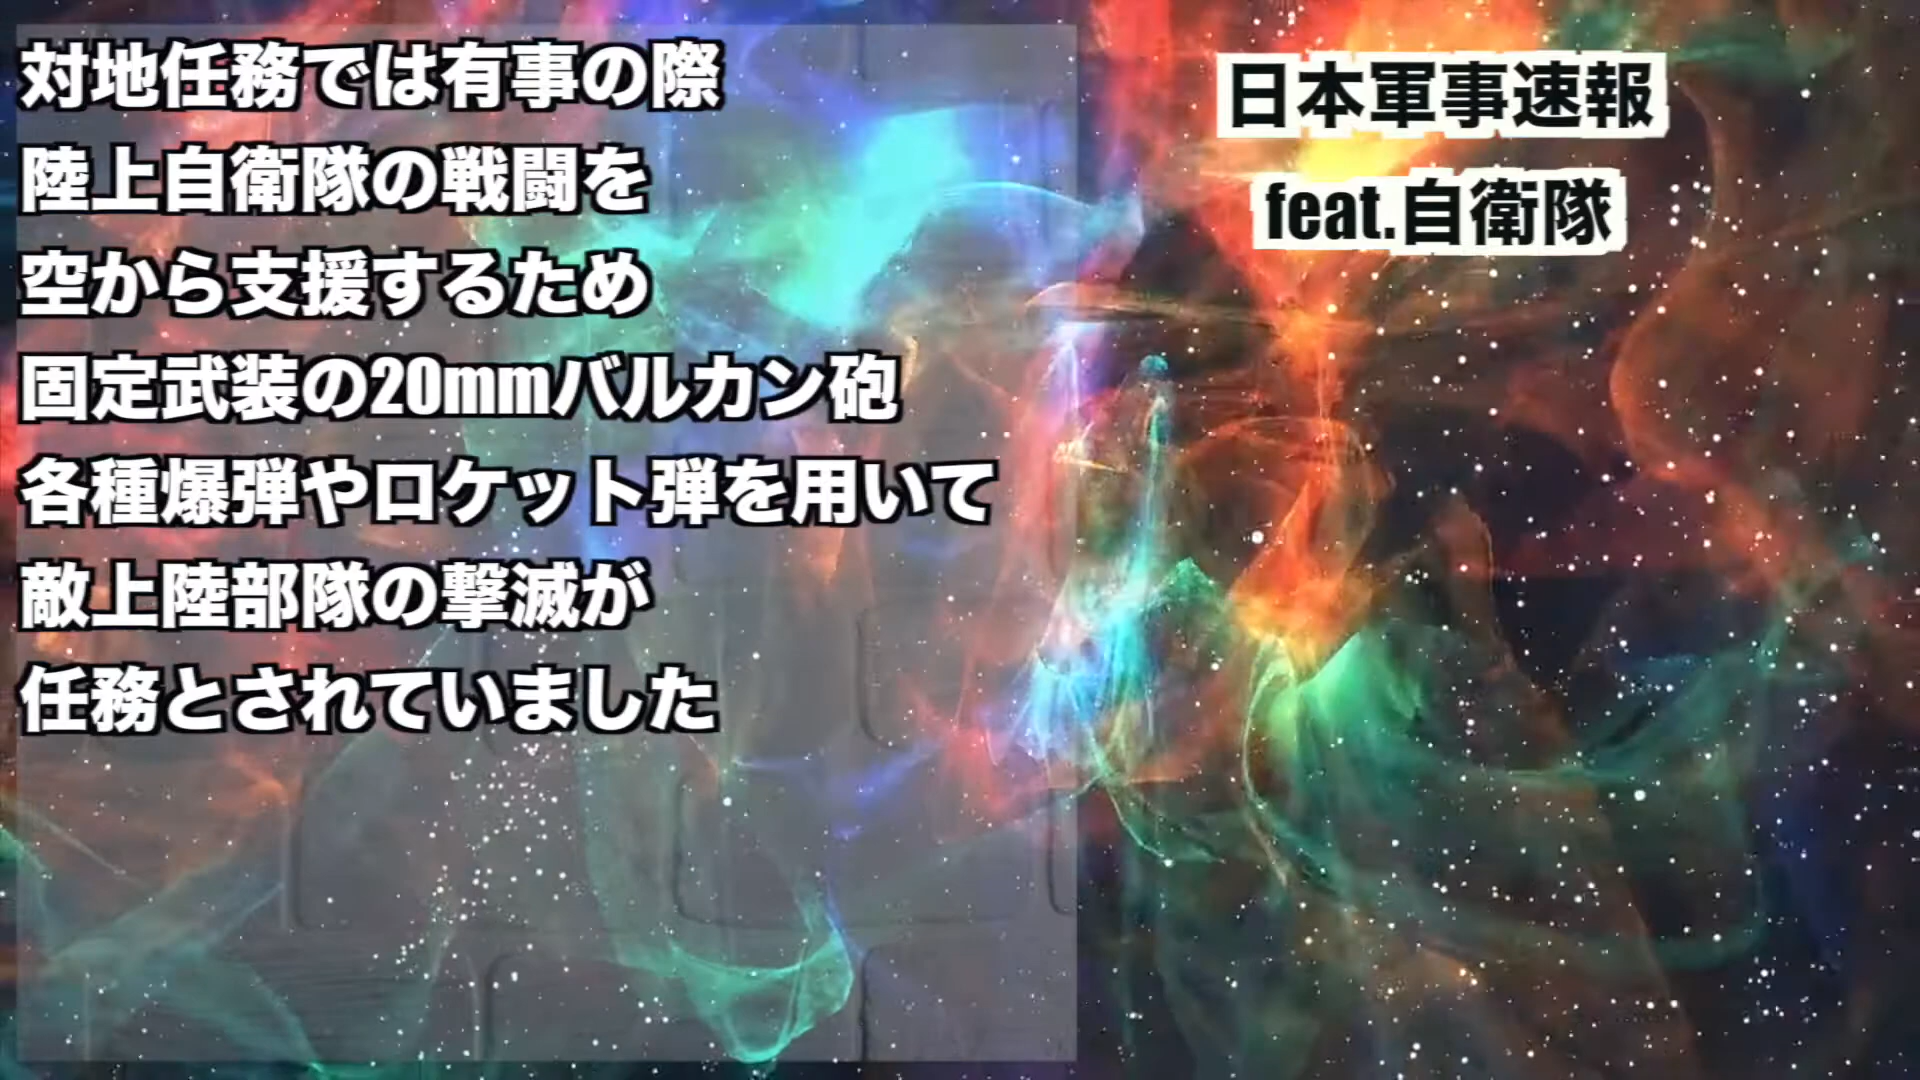 対地任務では有事の際
陸上自衛隊の戦闘を
空から支援するため
固定武装の20mmバルカン砲
各種爆弾やロケット弾を用いて
敵上陸部隊の撃滅が
任務とされていました
日本軍事速報
feat.自衛隊